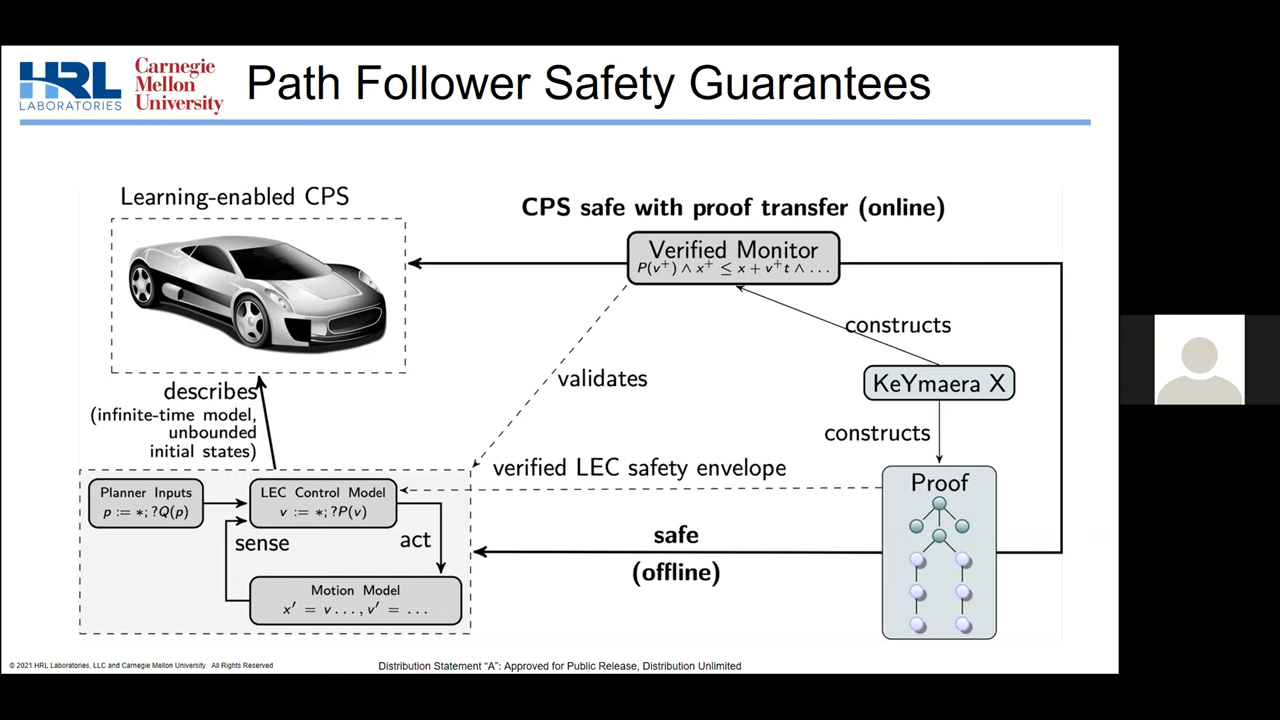 HRL
LABORATORIES
Carnegie
Mellon
University
Path Follower Safety Guarantees
Learning-enabled CPS
CPS safe with proof transfer (online)
Verified Monitor
P(v⁺) ∧ x⁺ ≤ x + v⁺t ∧ ...
constructs
validates
KeYmaera X
describes
(infinite-time model,
unbounded
initial states)
constructs
verified LEC safety envelope
Planner Inputs
p := *; ?Q(p)
LEC Control Model
v := *; ?P(v)
Proof
sense
act
safe
(offline)
Motion Model
x′ = v ..., v′ = ...
© 2021 HRL Laboratories, LLC and Carnegie Mellon University. All Rights Reserved
Distribution Statement “A”: Approved for Public Release, Distribution Unlimited